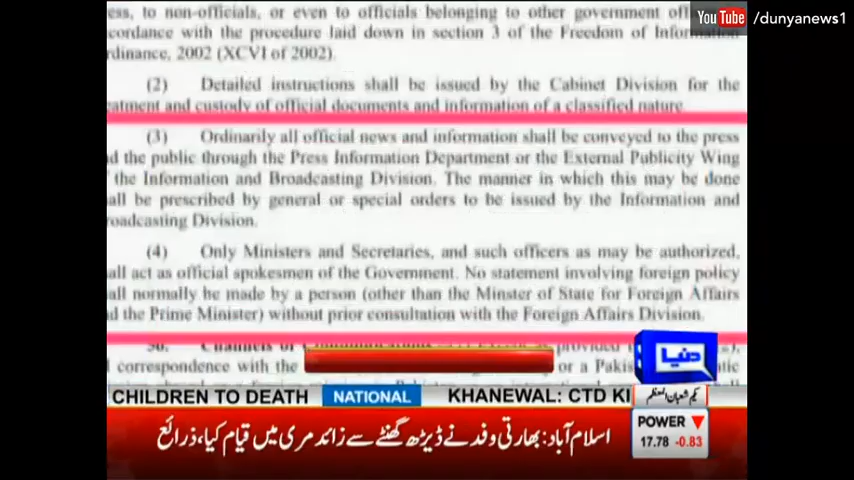 ess, to non-officials, or even to officials belonging to other government off
ccordance with the procedure laid down in section 3 of the Freedom of Information
rdinance, 2002 (XCVI of 2002).
(2) Detailed instructions shall be issued by the Cabinet Division for the
eatment and custody of official documents and information of a classified nature.
(3) Ordinarily all official news and information shall be conveyed to the press
d the public through the Press Information Department or the External Publicity Wing
f the Information and Broadcasting Division. The manner in which this may be done
all be prescribed by general or special orders to be issued by the Information and
roadcasting Division.
(4) Only Ministers and Secretaries, and such officers as may be authorized,
all act as official spokesmen of the Government. No statement involving foreign policy
all normally be made by a person (other than the Minster of State for Foreign Affairs
d the Prime Minister) without prior consultation with the Foreign Affairs Division.
provided
correspondence with the or a Pakis
YouTube /dunyanews1
دنیا
CHILDREN TO DEATH NATIONAL KHANEWAL: CTD KI
یکم شعبان المعظم
POWER
17.78 -0.83
اسلام آباد: بھارتی وفد نے ڈیڑھ گھنٹے سے زائد مری میں قیام کیا، ذرائع